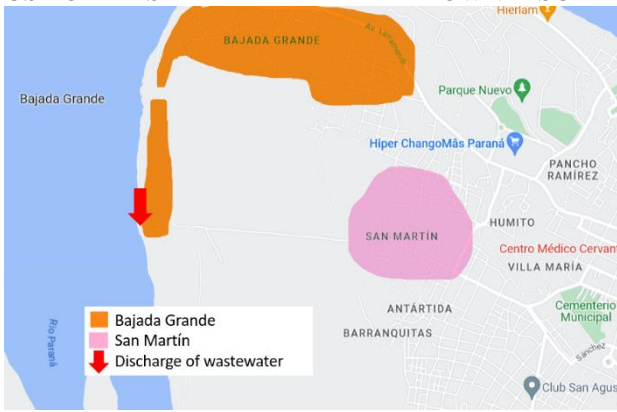 Hierlam
BAJADA GRANDE
Av. Larramendi
Bajada Grande
Parque Nuevo
Hiper ChangoMás Paraná
PANCHO
RAMÍREZ
SAN MARTÍN
HUMITO
Centro Médico Cervant
VILLA MARÍA
Cementerio
Municipal
ANTÁRTIDA
BARRANQUITAS
Río Paraná
Sánchez
Club San Agus
Bajada Grande
San Martín
Discharge of wastewater